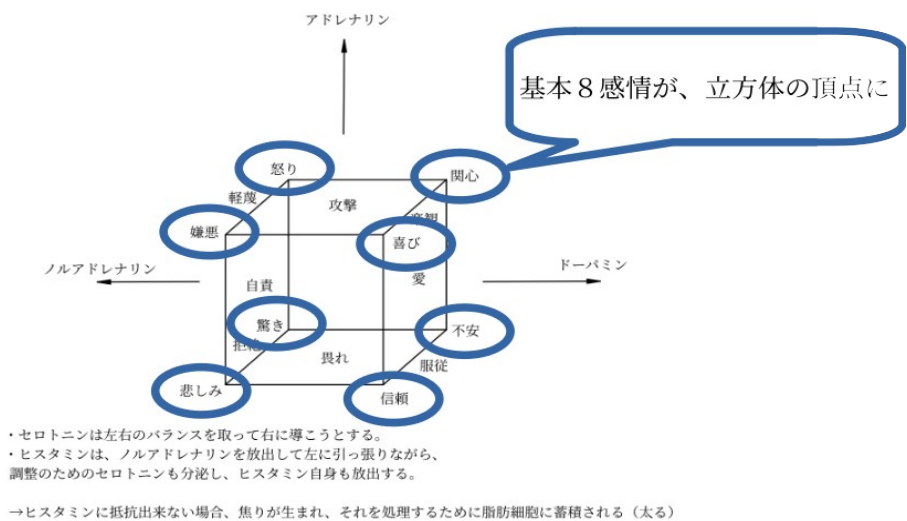 アドレナリン
基本８感情が、立方体の頂点に
怒り
関心
軽蔑
攻撃
楽観
嫌悪
喜び
ノルアドレナリン
ドーパミン
愛
自責
驚き
不安
拒絶
畏れ
服従
悲しみ
信頼
・セロトニンは左右のバランスを取って右に導こうとする。
・ヒスタミンは、ノルアドレナリンを放出して左に引っ張りながら、
調整のためのセロトニンも分泌し、ヒスタミン自身も放出する。
→ヒスタミンに抵抗出来ない場合、焦りが生まれ、それを処理するために脂肪細胞に蓄積される（太る）